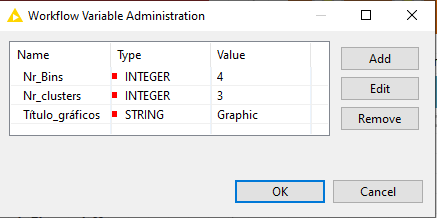 Workflow Variable Administration
Name Type Value Add
Nr_Bins INTEGER 4
Nr_clusters INTEGER 3 Edit
Título_gráficos STRING Graphic Remove
OK Cancel